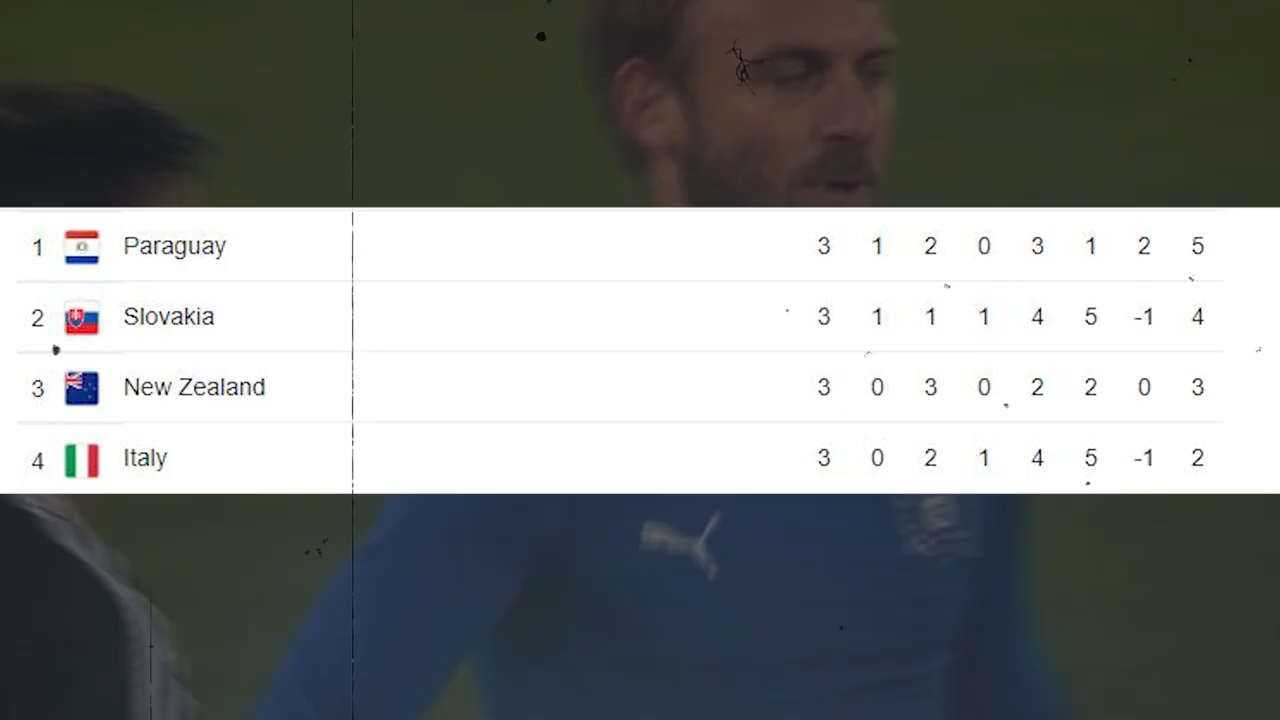 1 Paraguay 3 1 2 0 3 1 2 5
2 Slovakia 3 1 1 1 4 5 -1 4
3 New Zealand 3 0 3 0 2 2 0 3
4 Italy 3 0 2 1 4 5 -1 2